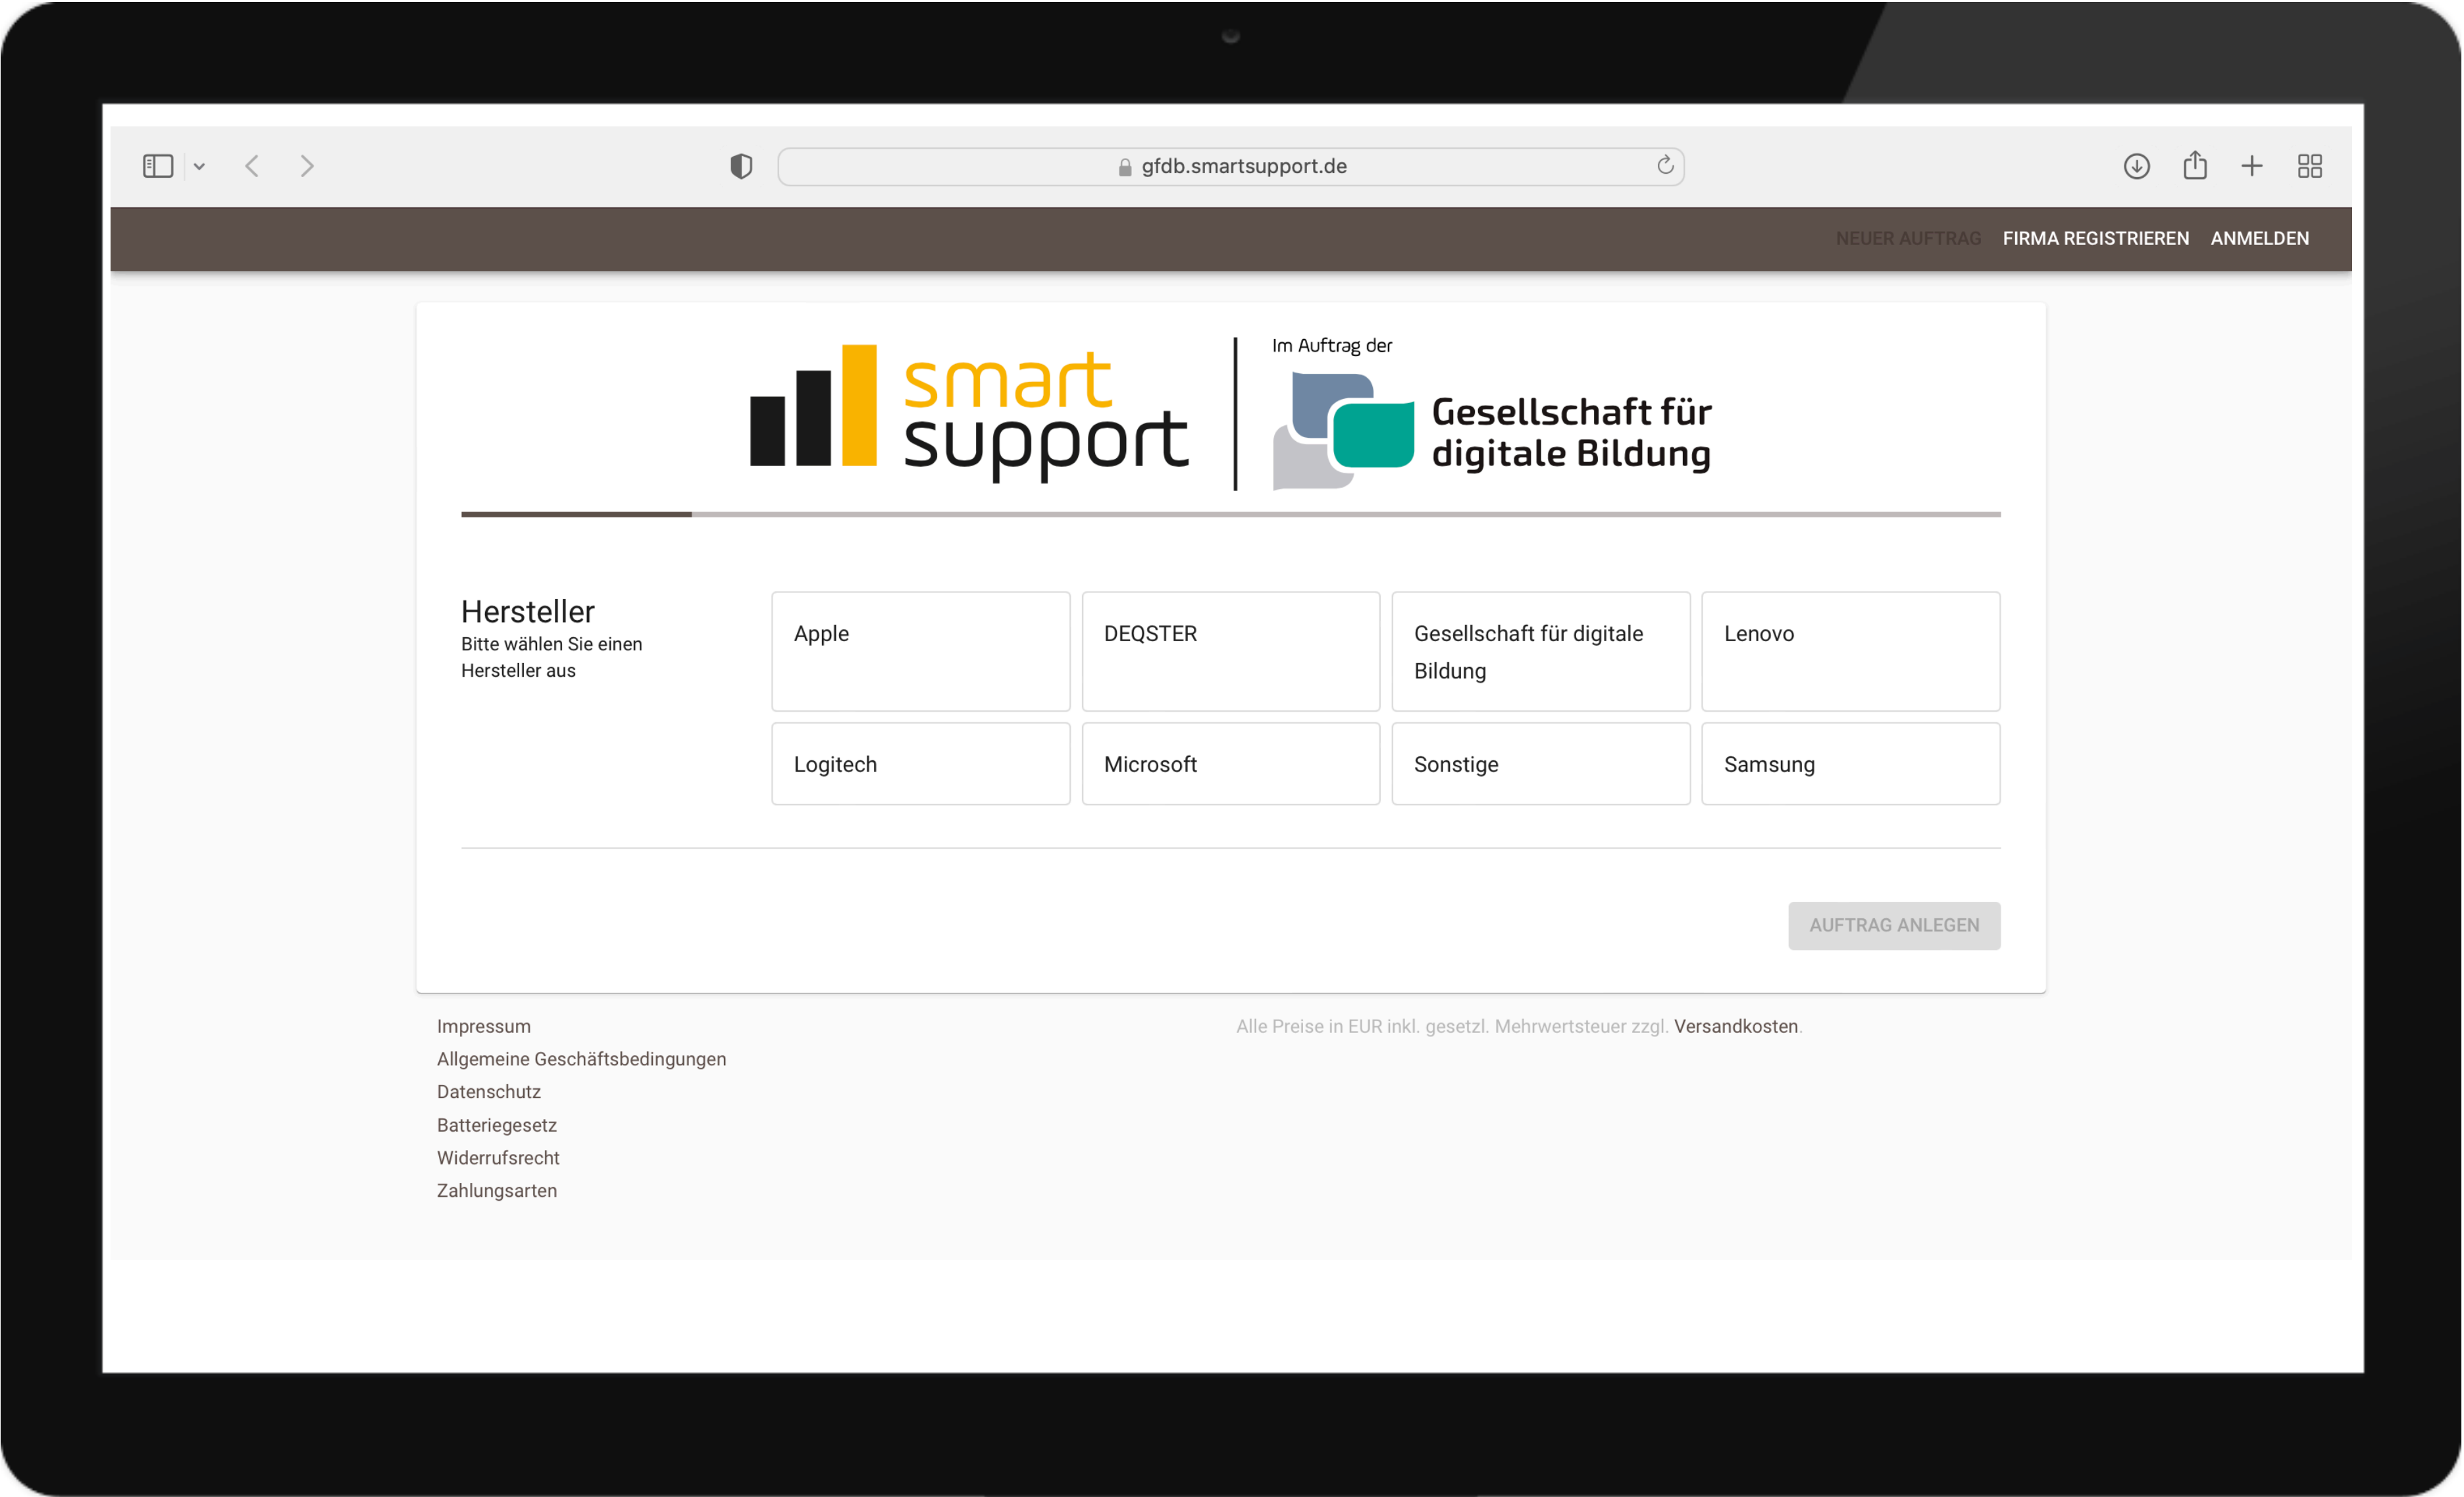 gfdb.smartsupport.de
NEUER AUFTRAG FIRMA REGISTRIEREN ANMELDEN
smart
support
Im Auftrag der
Gesellschaft für
digitale Bildung
Hersteller
Bitte wählen Sie einen
Hersteller aus
Apple
DEQSTER
Gesellschaft für digitale
Bildung
Lenovo
Logitech
Microsoft
Sonstige
Samsung
AUFTRAG ANLEGEN
Impressum
Allgemeine Geschäftsbedingungen
Datenschutz
Batteriegesetz
Widerrufsrecht
Zahlungsarten
Alle Preise in EUR inkl. gesetzl. Mehrwertsteuer zzgl. Versandkosten.